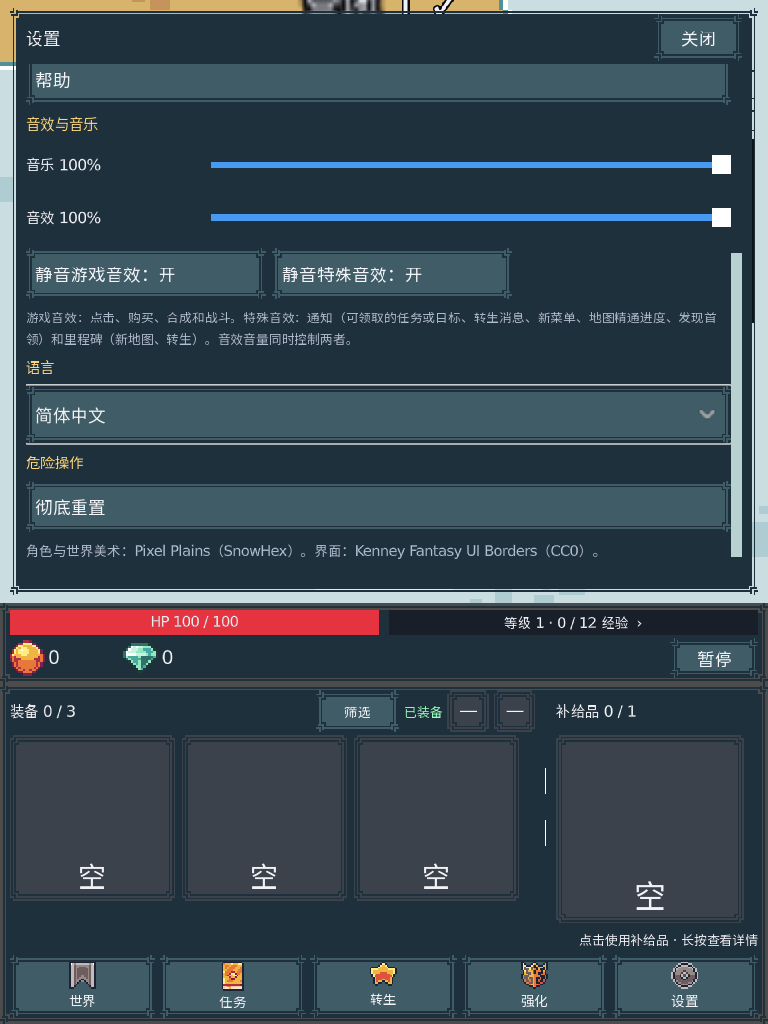 设置
关闭
帮助
音效与音乐
音乐 100%
音效 100%
静音游戏音效：开
静音特殊音效：开
游戏音效：点击、购买、合成和战斗。特殊音效：通知（可领取的任务或目标、转生消息、新菜单、地图精通进度、发现首
领）和里程碑（新地图、转生）。音效音量同时控制两者。
语言
简体中文
危险操作
彻底重置
角色与世界美术：Pixel Plains（SnowHex）。界面：Kenney Fantasy UI Borders（CC0）。
HP 100 / 100
等级 1 · 0 / 12 经验 ›
0
0
暂停
装备 0 / 3
筛选
已装备
—
—
补给品 0 / 1
空
空
空
空
点击使用补给品 · 长按查看详情
世界
任务
转生
强化
设置